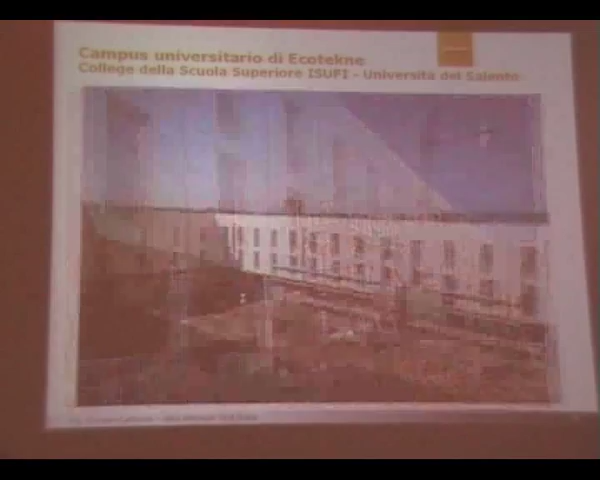 Campus universitario di Ecotekne
College della Scuola Superiore ISUFI - Università del Salento